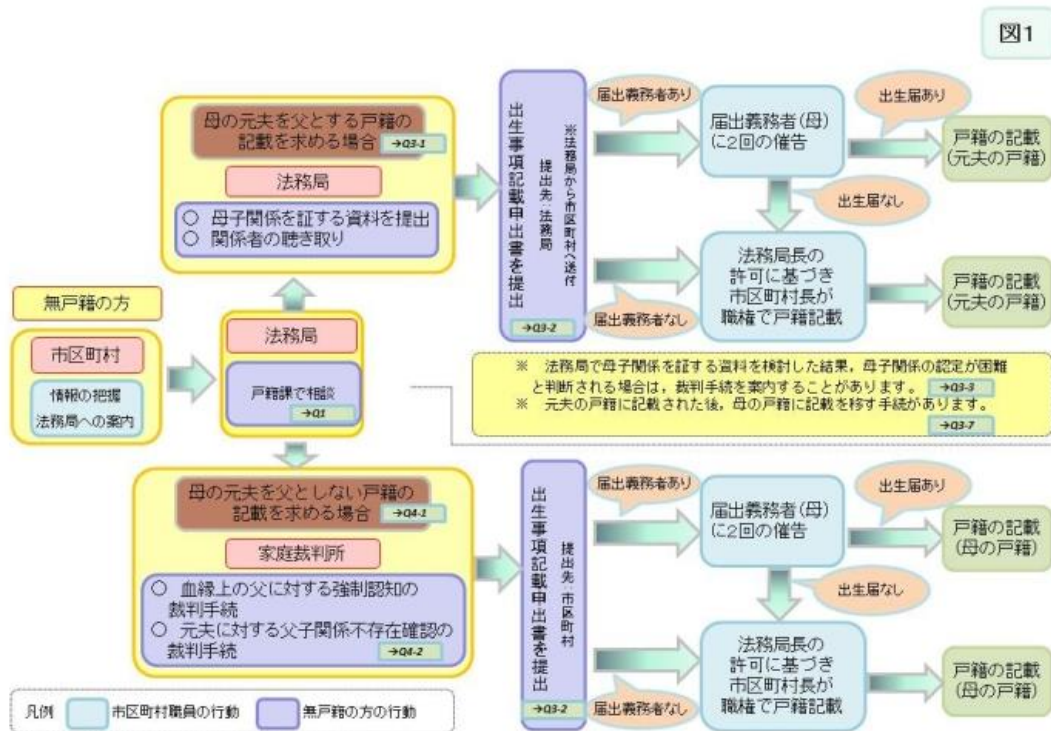 図1
無戸籍の方
市区町村
情報の把握
法務局への案内
法務局
戸籍課で相談
→Q1
母の元夫を父とする戸籍の
記載を求める場合
→Q3-1
法務局
○ 母子関係を証する資料を提出
○ 関係者の聴き取り
出生事項記載申出書を提出
提出先:法務局
※法務局から市区町村へ送付
→Q3-2
届出義務者あり
届出義務者(母)
に2回の催告
出生届あり
戸籍の記載
(元夫の戸籍)
出生届なし
届出義務者なし
法務局長の
許可に基づき
市区町村長が
職権で戸籍記載
戸籍の記載
(元夫の戸籍)
※ 法務局で母子関係を証する資料を検討した結果,母子関係の認定が困難
と判断される場合は,裁判手続を案内することがあります。 →Q3-3
※ 元夫の戸籍に記載された後,母の戸籍に記載を移す手続があります。
→Q3-7
母の元夫を父としない戸籍の
記載を求める場合
→Q4-1
家庭裁判所
○ 血縁上の父に対する強制認知の
裁判手続
○ 元夫に対する父子関係不存在確認の
裁判手続
→Q4-2
出生事項記載申出書を提出
提出先:市区町村
→Q3-2
届出義務者あり
届出義務者(母)
に2回の催告
出生届あり
戸籍の記載
(母の戸籍)
出生届なし
届出義務者なし
法務局長の
許可に基づき
市区町村長が
職権で戸籍記載
戸籍の記載
(母の戸籍)
凡例
市区町村職員の行動
無戸籍の方の行動